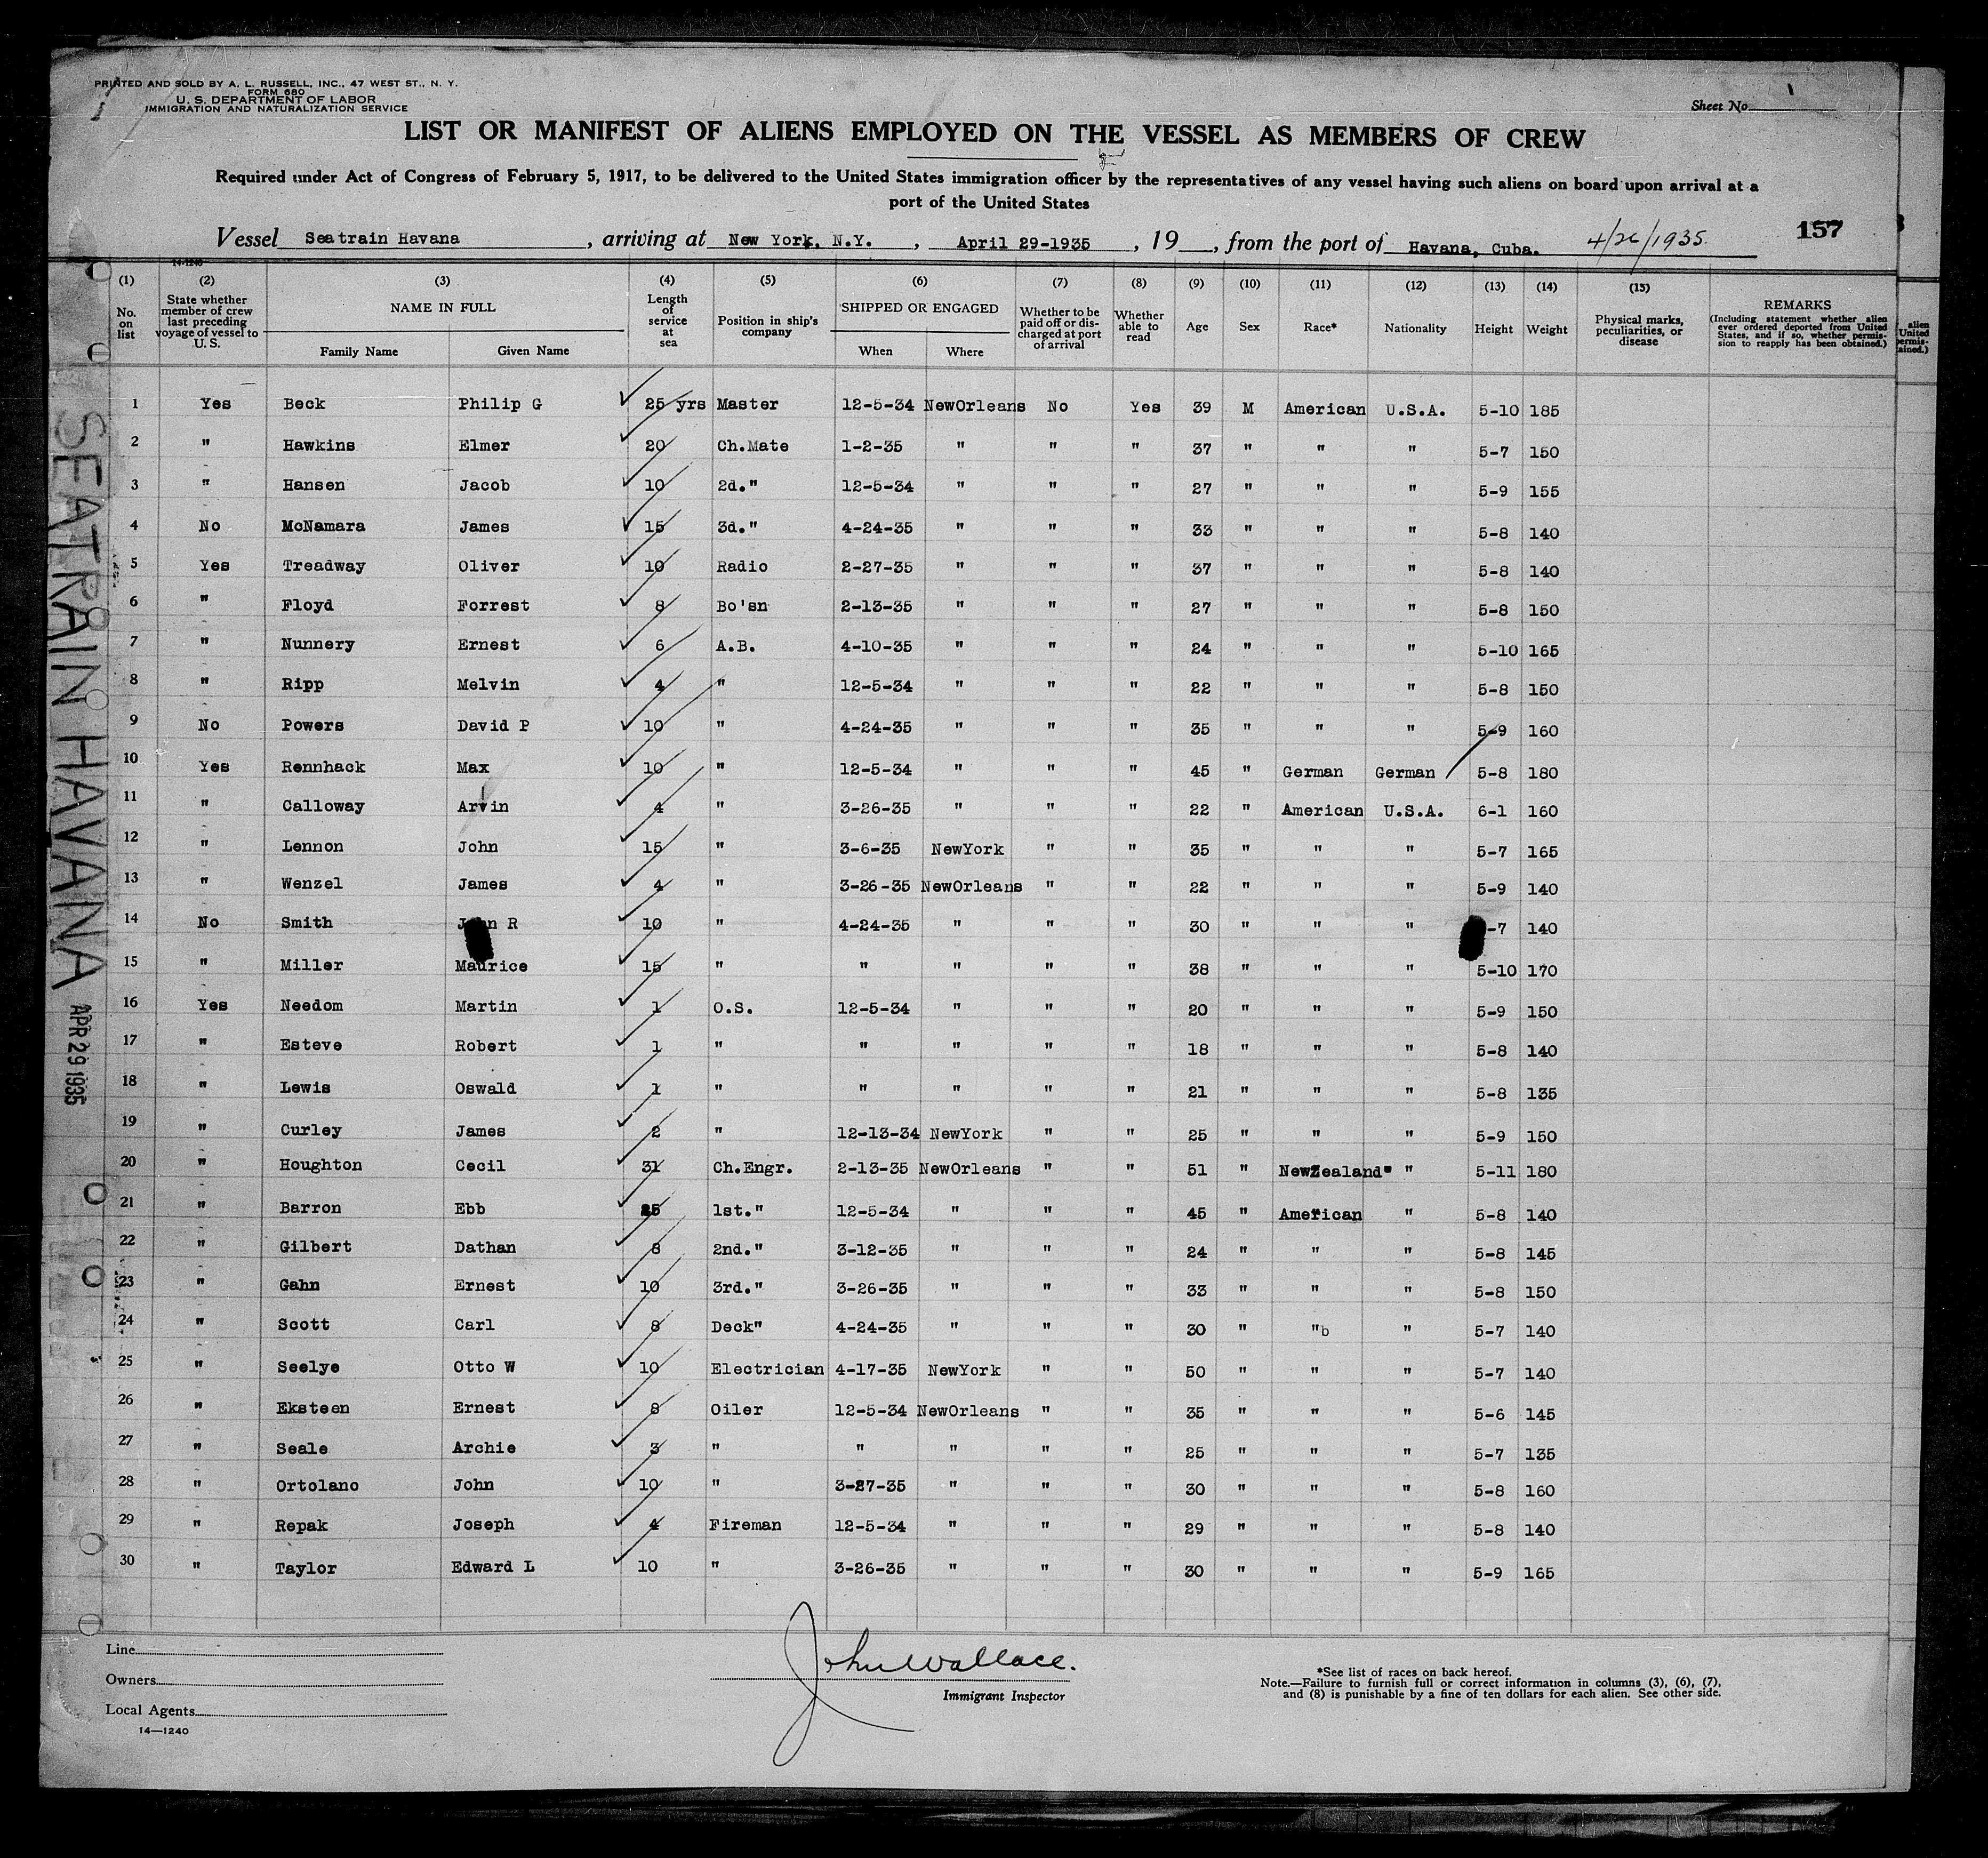 PRINTED AND SOLD BY A. L. RUSSELL, INC., 47 WEST ST., N. Y.
FORM 680
U. S. DEPARTMENT OF LABOR
IMMIGRATION AND NATURALIZATION SERVICE
Sheet No. 1
LIST OR MANIFEST OF ALIENS EMPLOYED ON THE VESSEL AS MEMBERS OF CREW
Required under Act of Congress of February 5, 1917, to be delivered to the United States immigration officer by the representatives of any vessel having such aliens on board upon arrival at a
port of the United States
Vessel Seatrain Havana, arriving at New York, N.Y., April 29-1935, 19__, from the port of Havana, Cuba. 4/26/1935. 157
14-1240
(1) (2) (3) (4) (5) (6) (7) (8) (9) (10) (11) (12) (13) (14) (15)
No. on list
State whether member of crew last preceding voyage of vessel to U. S.
NAME IN FULL
Family Name Given Name
Length of service at sea
Position in ship's company
SHIPPED OR ENGAGED
When Where
Whether to be paid off or discharged at port of arrival
Whether able to read
Age
Sex
Race*
Nationality
Height
Weight
Physical marks, peculiarities, or disease
REMARKS
(Including statement whether alien ever ordered deported from United States, and if so, whether permission to reapply has been obtained.)
alien
United
permis-
ained.)
1 Yes Beck Philip G 25 yrs Master 12-5-34 NewOrleans No Yes 39 M American U.S.A. 5-10 185
2 " Hawkins Elmer 20 Ch.Mate 1-2-35 " " " 37 " " " 5-7 150
3 " Hansen Jacob 10 2d." 12-5-34 " " " 27 " " " 5-9 155
4 No McNamara James 15 3d." 4-24-35 " " " 33 " " " 5-8 140
5 Yes Treadway Oliver 10 Radio 2-27-35 " " " 37 " " " 5-8 140
6 " Floyd Forrest 8 Bo'sn 2-13-35 " " " 27 " " " 5-8 150
7 " Nunnery Ernest 6 A.B. 4-10-35 " " " 24 " " " 5-10 165
8 " Ripp Melvin 4 " 12-5-34 " " " 22 " " " 5-8 150
9 No Powers David P 10 " 4-24-35 " " " 35 " " " 5-9 160
10 Yes Rennhack Max 10 " 12-5-34 " " " 45 " German German 5-8 180
11 " Calloway Arvin 4 " 3-26-35 " " " 22 " American U.S.A. 6-1 160
12 " Lennon John 15 " 3-6-35 NewYork " " 35 " " " 5-7 165
13 " Wenzel James 4 " 3-26-35 NewOrleans " " 22 " " " 5-9 140
14 No Smith John R 10 " 4-24-35 " " " 30 " " " -7 140
15 " Miller Maurice 15 " " " " " 38 " " " 5-10 170
16 Yes Needom Martin 1 O.S. 12-5-34 " " " 20 " " " 5-9 150
17 " Esteve Robert 1 " " " " " 18 " " " 5-8 140
18 " Lewis Oswald 1 " " " " " 21 " " " 5-8 135
19 " Curley James 2 " 12-13-34 NewYork " " 25 " " " 5-9 150
20 " Houghton Cecil 31 Ch.Engr. 2-13-35 NewOrleans " " 51 " NewZealand" " 5-11 180
21 " Barron Ebb 25 1st." 12-5-34 " " " 45 " American " 5-8 140
22 " Gilbert Dathan 8 2nd." 3-12-35 " " " 24 " " " 5-8 145
23 " Gahn Ernest 10 3rd." 3-26-35 " " " 33 " " " 5-8 150
24 " Scott Carl 8 Deck" 4-24-35 " " " 30 " "b " 5-7 140
25 " Seelye Otto W 10 Electrician 4-17-35 NewYork " " 50 " " " 5-7 140
26 " Eksteen Ernest 8 Oiler 12-5-34 NewOrleans " " 35 " " " 5-6 145
27 " Seale Archie 3 " " " " " 25 " " " 5-7 135
28 " Ortolano John 10 " 3-27-35 " " " 30 " " " 5-8 160
29 " Repak Joseph 4 Fireman 12-5-34 " " " 29 " " " 5-8 140
30 " Taylor Edward L 10 " 3-26-35 " " " 30 " " " 5-9 165
SEATRAIN HAVANA APR 29 1935
Line
Owners
Local Agents
14—1240
John Wallace.
Immigrant Inspector
*See list of races on back hereof.
Note.—Failure to furnish full or correct information in columns (3), (6), (7),
and (8) is punishable by a fine of ten dollars for each alien. See other side.